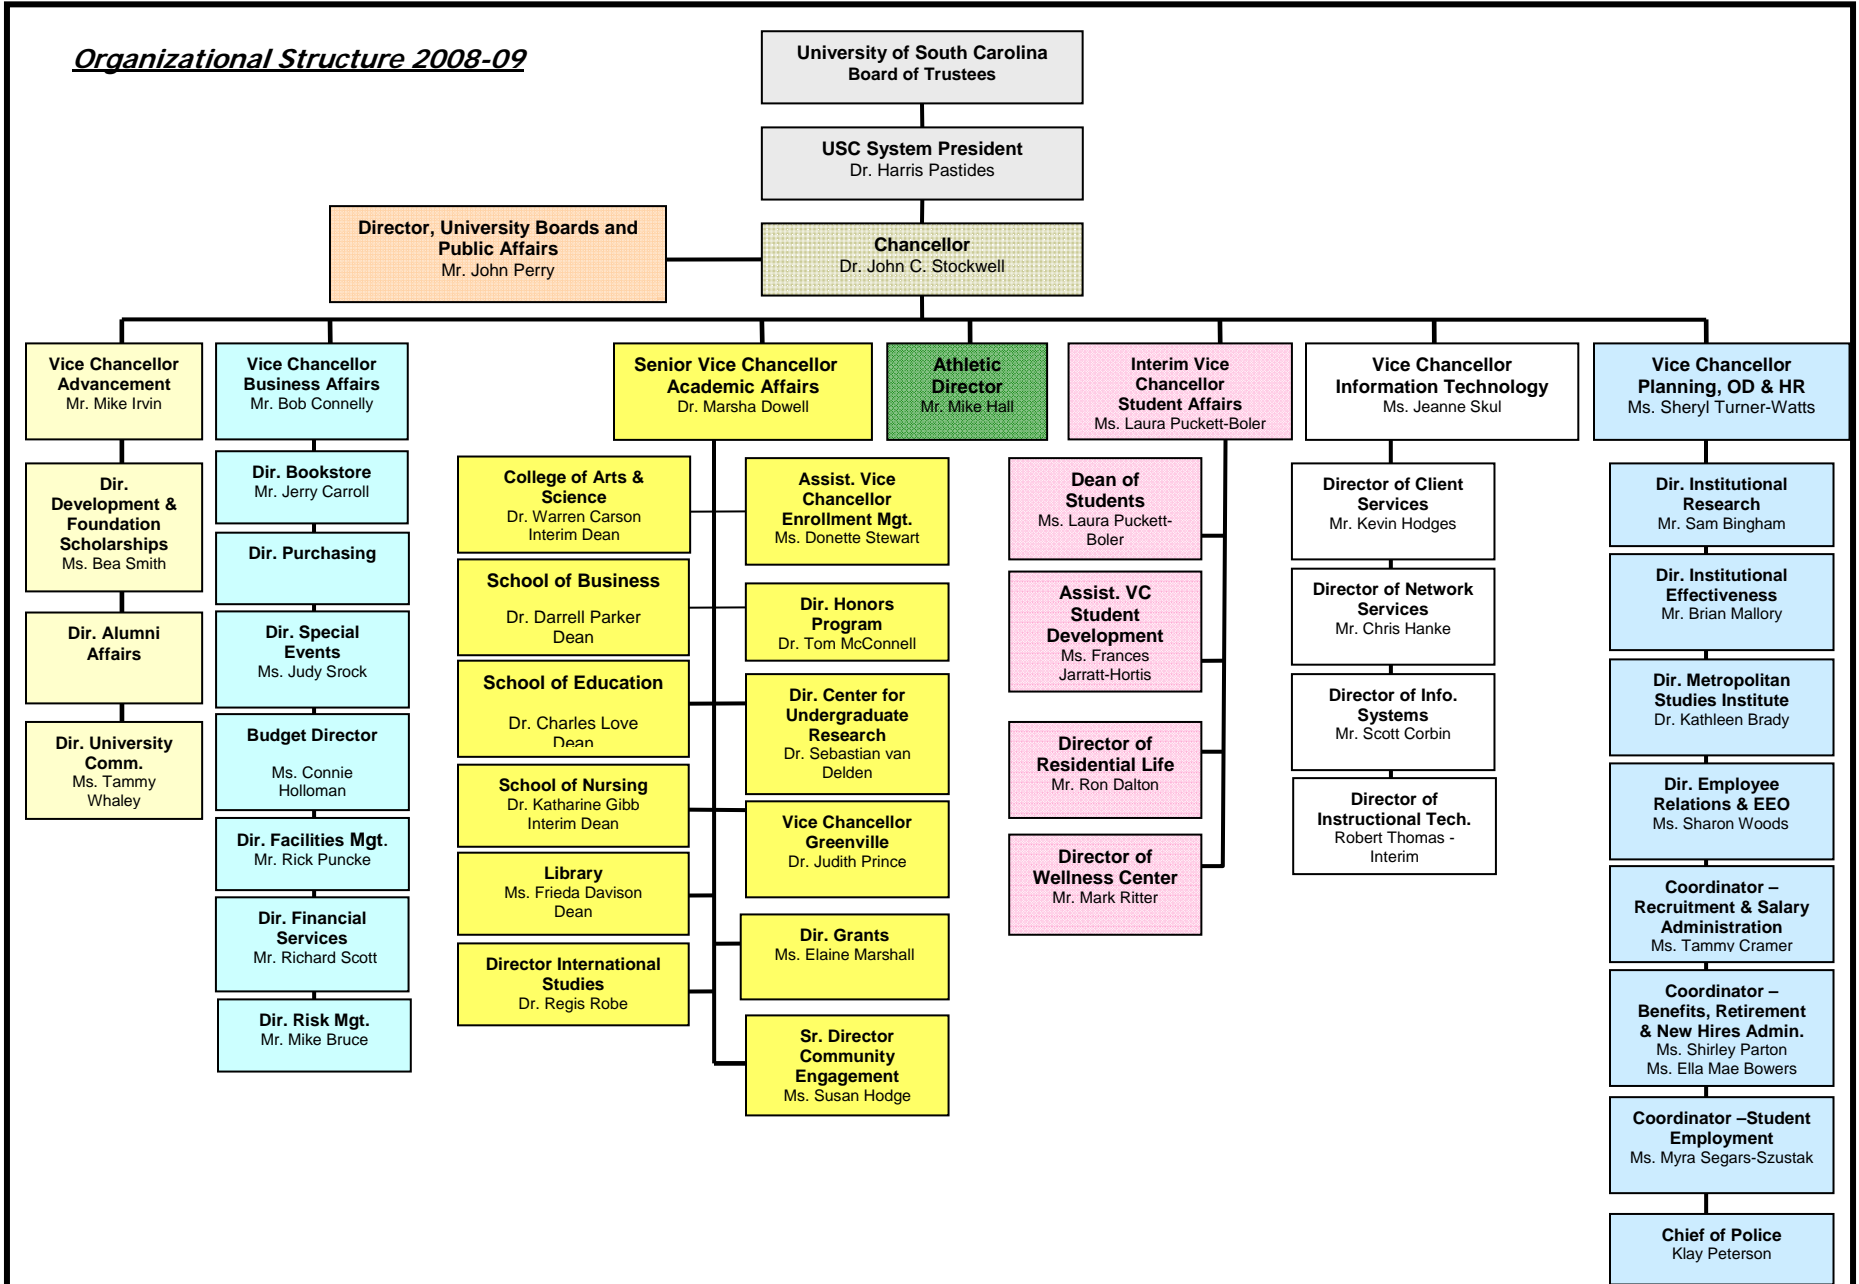 Organizational Structure 2008-09
University of South Carolina
Board of Trustees
USC System President
Dr. Harris Pastides
Director, University Boards and
Public Affairs
Mr. John Perry
Chancellor
Dr. John C. Stockwell
Vice Chancellor
Advancement
Mr. Mike Irvin
Dir.
Development &
Foundation
Scholarships
Ms. Bea Smith
Dir. Alumni
Affairs
Dir. University
Comm.
Ms. Tammy
Whaley
Vice Chancellor
Business Affairs
Mr. Bob Connelly
Dir. Bookstore
Mr. Jerry Carroll
Dir. Purchasing
Dir. Special
Events
Ms. Judy Srock
Budget Director
Ms. Connie
Holloman
Dir. Facilities Mgt.
Mr. Rick Puncke
Dir. Financial
Services
Mr. Richard Scott
Dir. Risk Mgt.
Mr. Mike Bruce
Senior Vice Chancellor
Academic Affairs
Dr. Marsha Dowell
College of Arts &
Science
Dr. Warren Carson
Interim Dean
School of Business
Dr. Darrell Parker
Dean
School of Education
Dr. Charles Love
Dean
School of Nursing
Dr. Katharine Gibb
Interim Dean
Library
Ms. Frieda Davison
Dean
Director International
Studies
Dr. Regis Robe
Assist. Vice
Chancellor
Enrollment Mgt.
Ms. Donette Stewart
Dir. Honors
Program
Dr. Tom McConnell
Dir. Center for
Undergraduate
Research
Dr. Sebastian van
Delden
Vice Chancellor
Greenville
Dr. Judith Prince
Dir. Grants
Ms. Elaine Marshall
Sr. Director
Community
Engagement
Ms. Susan Hodge
Athletic
Director
Mr. Mike Hall
Interim Vice
Chancellor
Student Affairs
Ms. Laura Puckett-Boler
Dean of
Students
Ms. Laura Puckett-
Boler
Assist. VC
Student
Development
Ms. Frances
Jarratt-Hortis
Director of
Residential Life
Mr. Ron Dalton
Director of
Wellness Center
Mr. Mark Ritter
Vice Chancellor
Information Technology
Ms. Jeanne Skul
Director of Client
Services
Mr. Kevin Hodges
Director of Network
Services
Mr. Chris Hanke
Director of Info.
Systems
Mr. Scott Corbin
Director of
Instructional Tech.
Robert Thomas -
Interim
Vice Chancellor
Planning, OD & HR
Ms. Sheryl Turner-Watts
Dir. Institutional
Research
Mr. Sam Bingham
Dir. Institutional
Effectiveness
Mr. Brian Mallory
Dir. Metropolitan
Studies Institute
Dr. Kathleen Brady
Dir. Employee
Relations & EEO
Ms. Sharon Woods
Coordinator –
Recruitment & Salary
Administration
Ms. Tammy Cramer
Coordinator –
Benefits, Retirement
& New Hires Admin.
Ms. Shirley Parton
Ms. Ella Mae Bowers
Coordinator –Student
Employment
Ms. Myra Segars-Szustak
Chief of Police
Klay Peterson